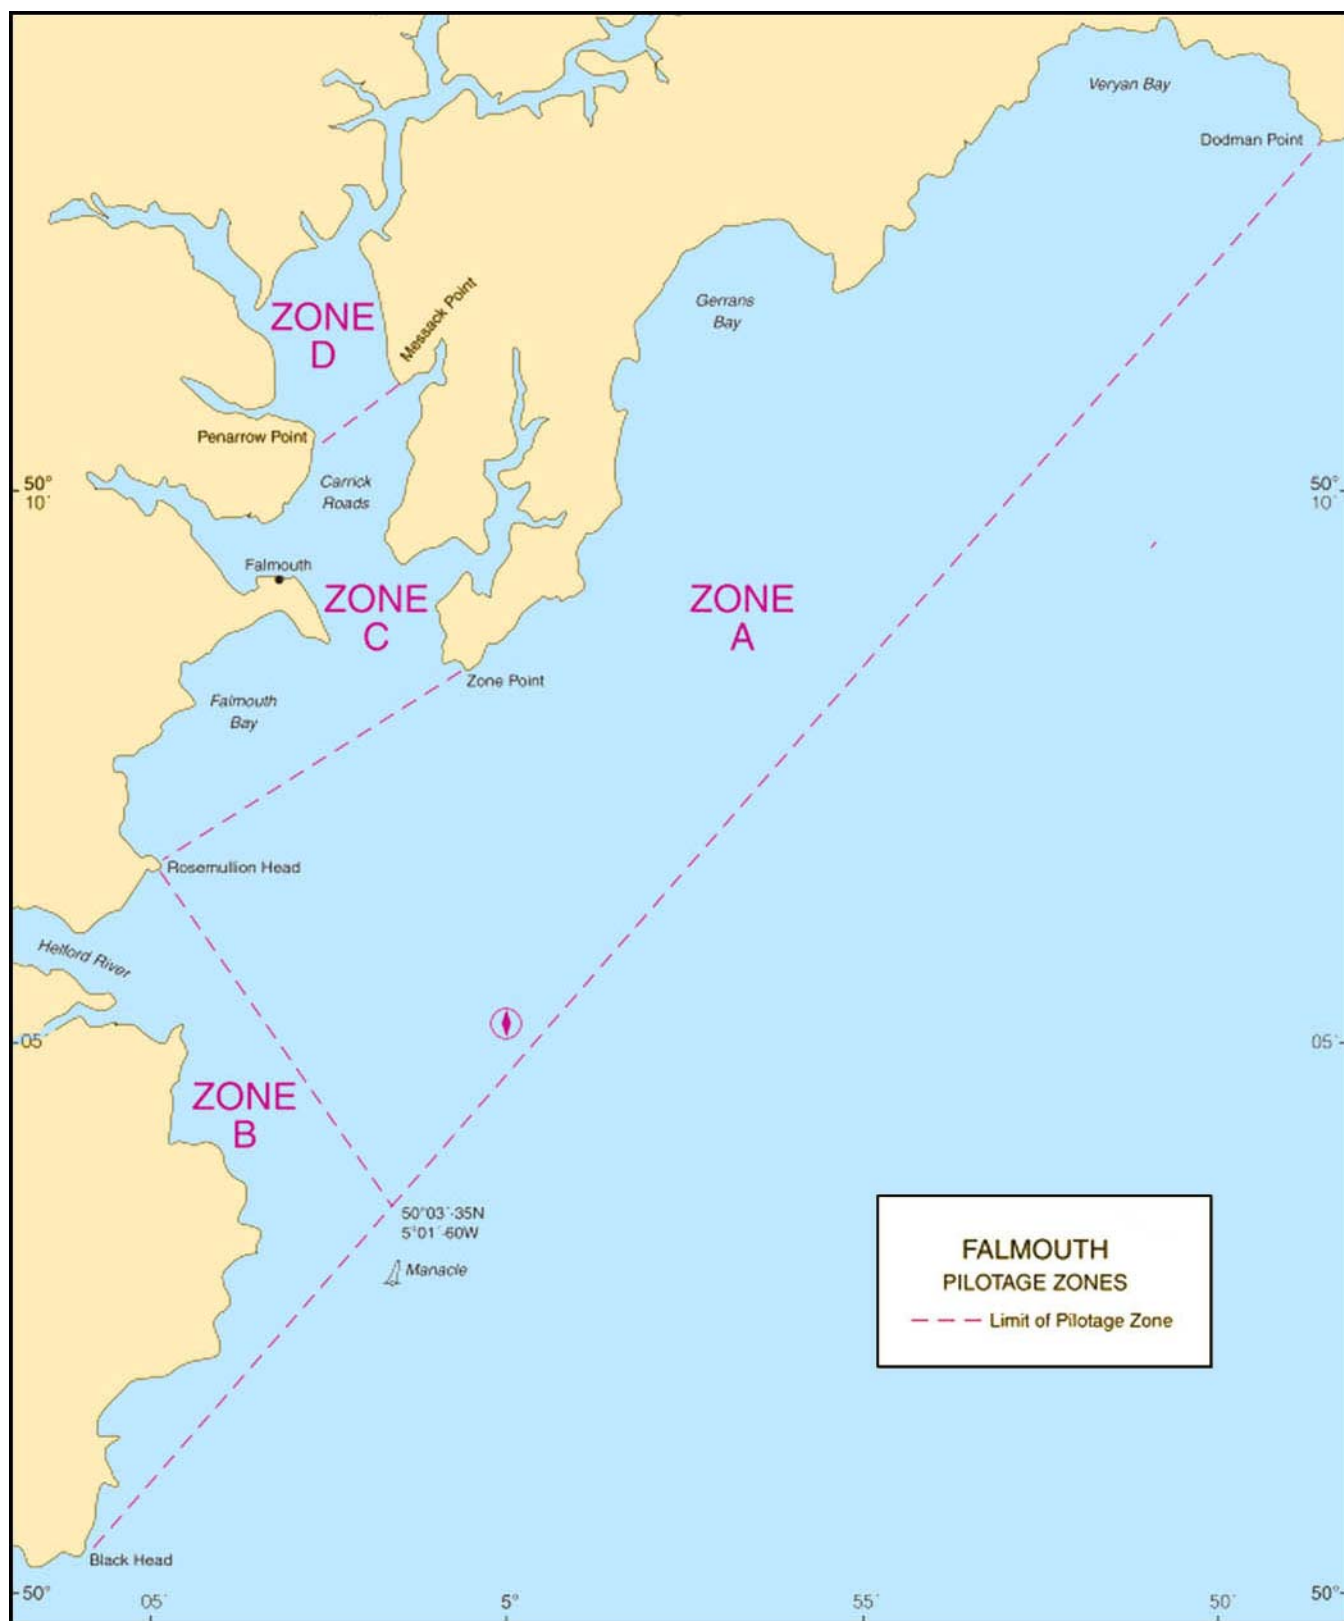 Veryan Bay
Dodman Point
Gerrans
Bay
ZONE
D
Messack Point
Penarrow Point
Carrick
Roads
50°
10´
50°
10´
Falmouth
ZONE
C
ZONE
A
Zone Point
Falmouth
Bay
Rosemullion Head
Helford River
05´
05´
ZONE
B
50°03´·35N
5°01´·60W
Manacle
FALMOUTH
PILOTAGE ZONES
Limit of Pilotage Zone
Black Head
50°
05´
5°
55´
50´
50°